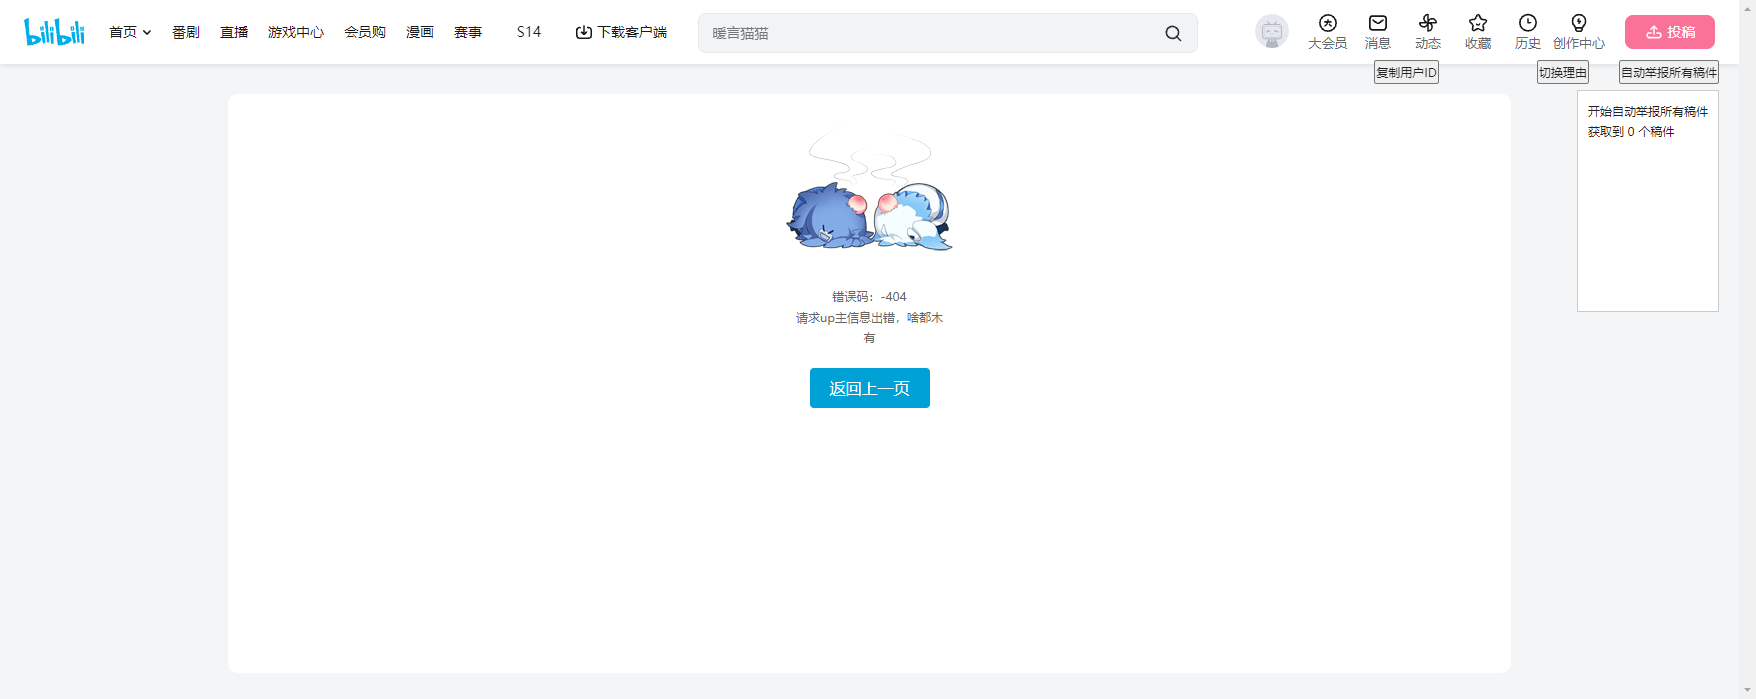 bilibili
首页
番剧
直播
游戏中心
会员购
漫画
赛事
S14
下载客户端
暖言猫猫
大会员
消息
动态
收藏
历史
创作中心
投稿
复制用户ID
切换理由
自动举报所有稿件
开始自动举报所有稿件
获取到 0 个稿件
错误码：-404
请求up主信息出错，啥都木
有
返回上一页